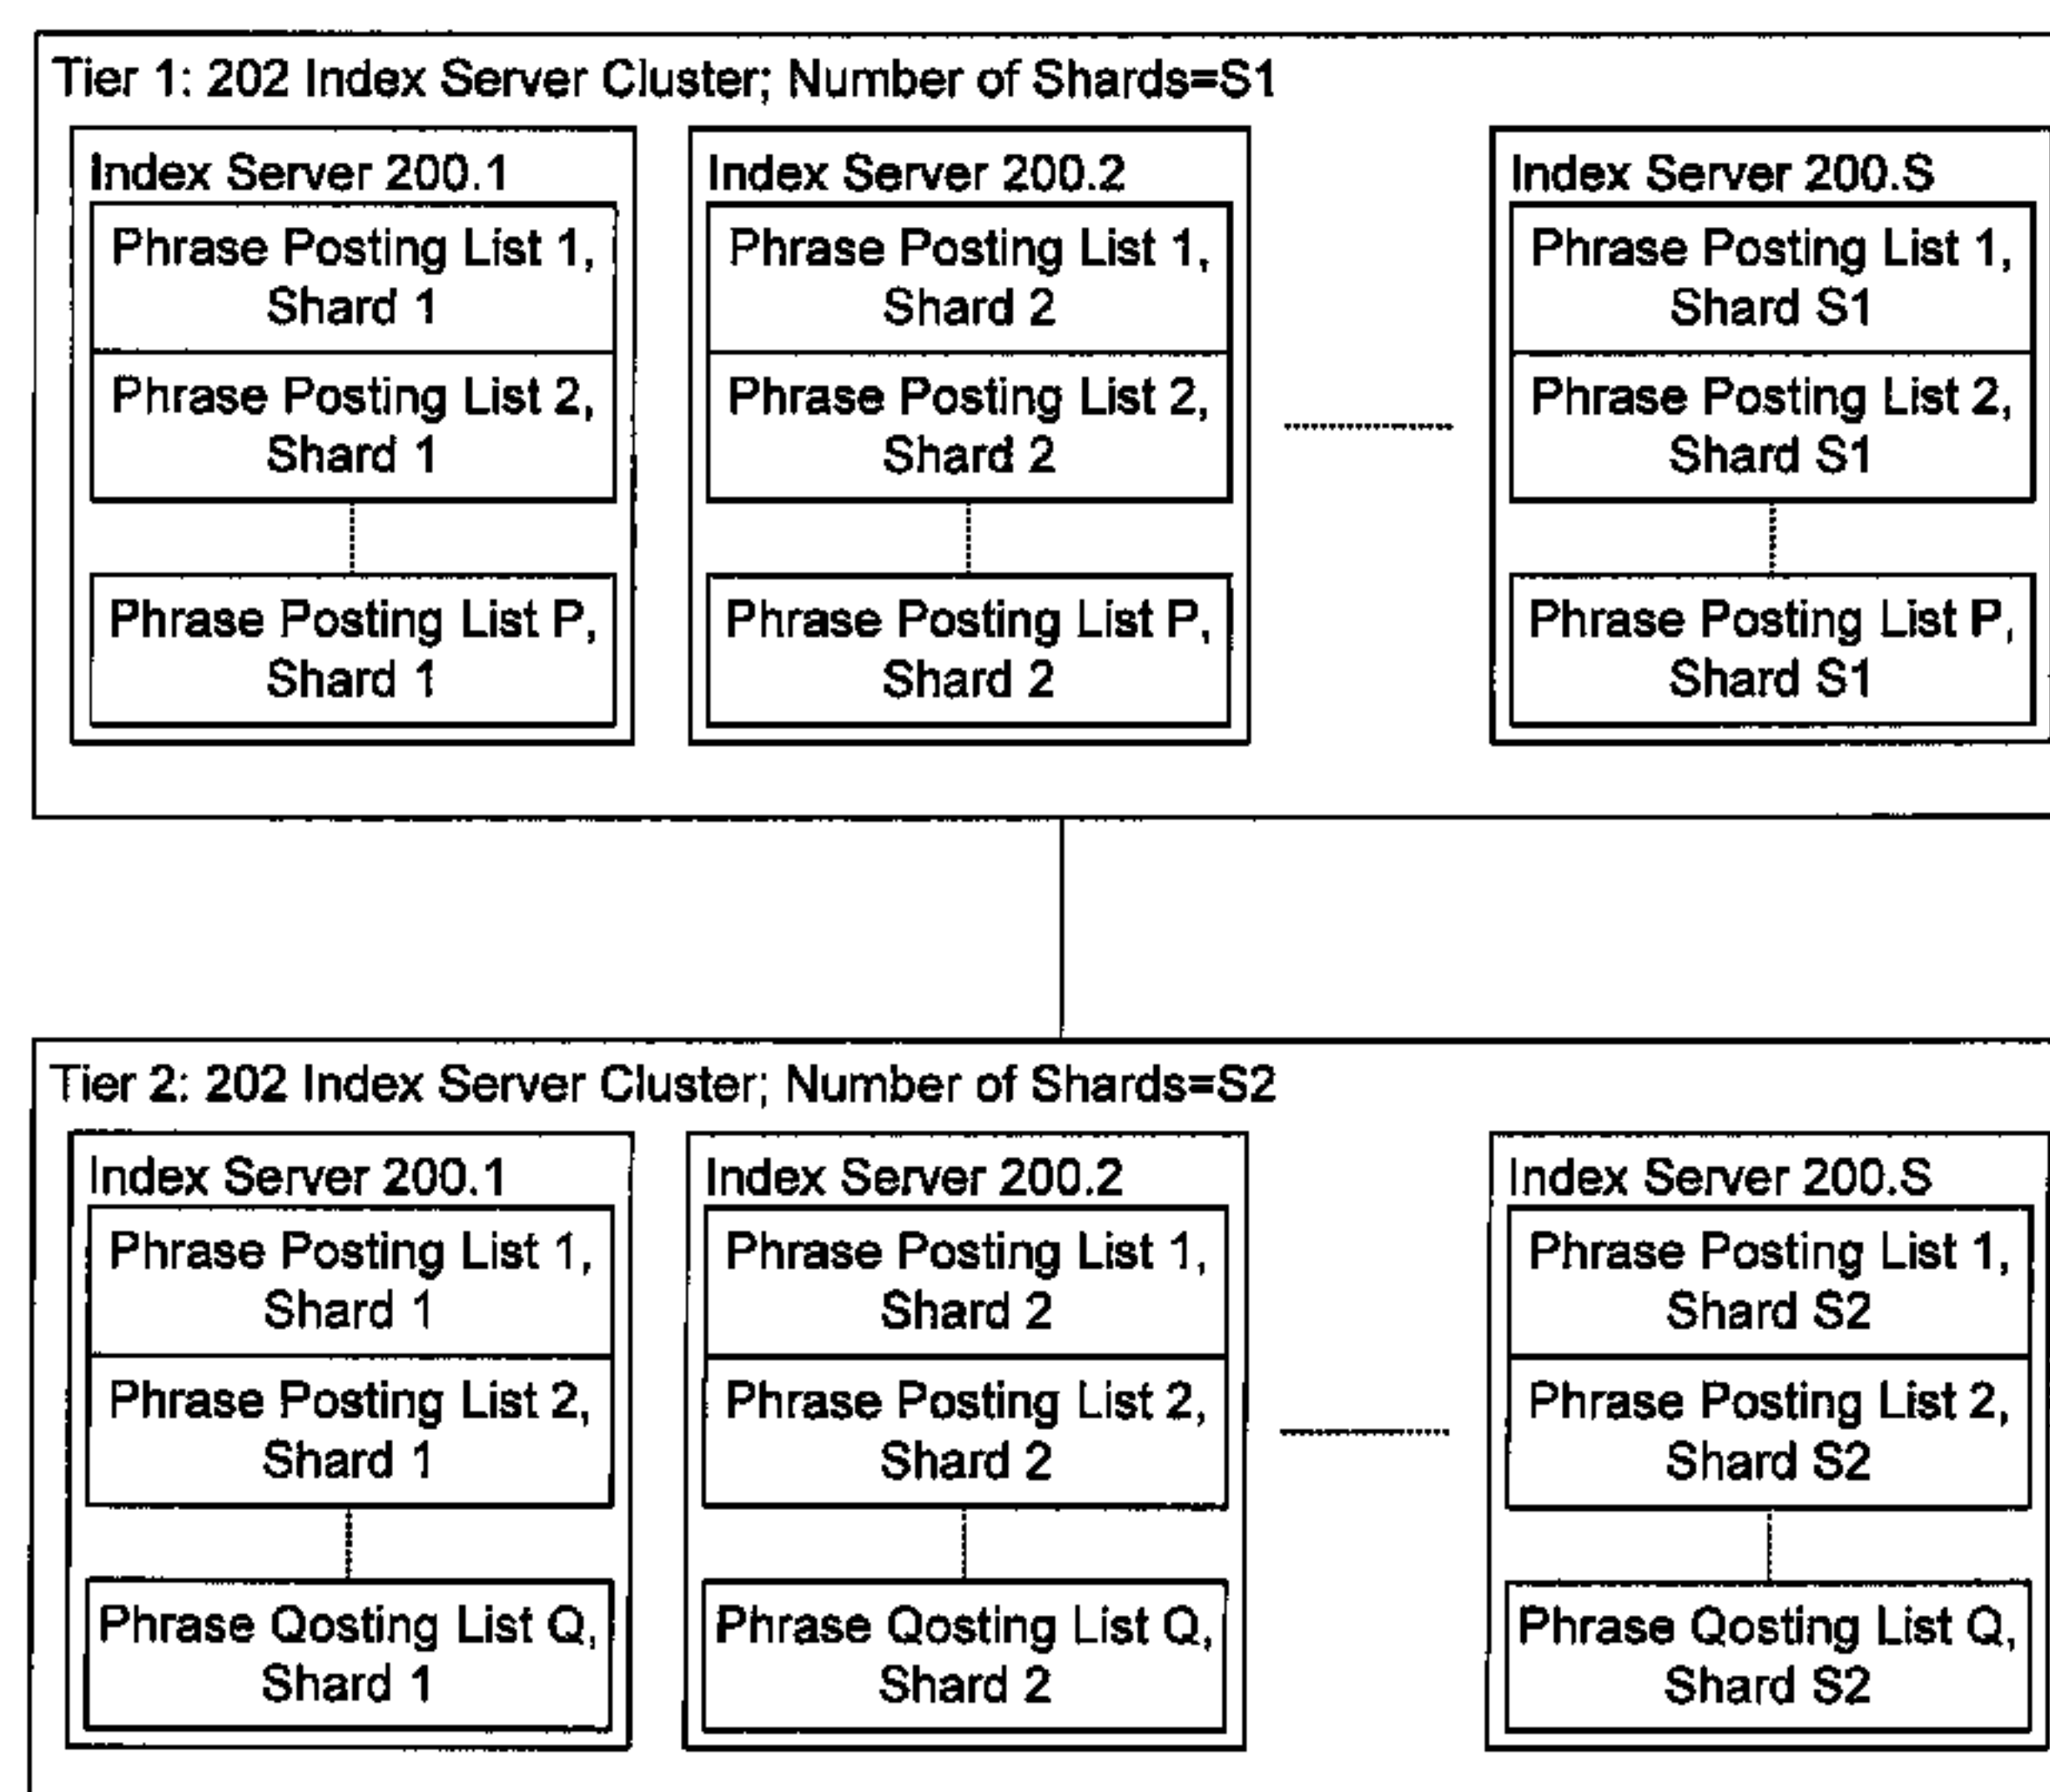 Tier 1: 202 Index Server Cluster; Number of Shards=S1
Index Server 200.1
Phrase Posting List 1,
Shard 1
Phrase Posting List 2,
Shard 1
Phrase Posting List P,
Shard 1
Index Server 200.2
Phrase Posting List 1,
Shard 2
Phrase Posting List 2,
Shard 2
Phrase Posting List P,
Shard 2
Index Server 200.S
Phrase Posting List 1,
Shard S1
Phrase Posting List 2,
Shard S1
Phrase Posting List P,
Shard S1
Tier 2: 202 Index Server Cluster; Number of Shards=S2
Index Server 200.1
Phrase Posting List 1,
Shard 1
Phrase Posting List 2,
Shard 1
Phrase Qosting List Q,
Shard 1
Index Server 200.2
Phrase Posting List 1,
Shard 2
Phrase Posting List 2,
Shard 2
Phrase Qosting List Q,
Shard 2
Index Server 200.S
Phrase Posting List 1,
Shard S2
Phrase Posting List 2,
Shard S2
Phrase Qosting List Q,
Shard S2